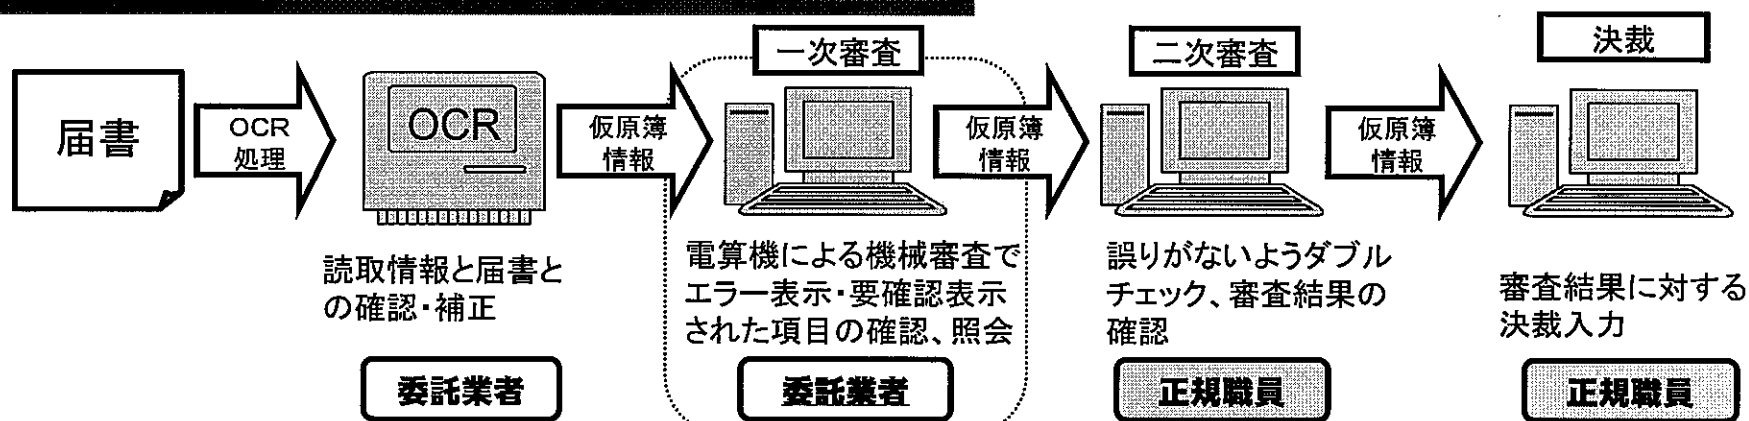 届書
OCR
処理
OCR
読取情報と届書と
の確認・補正
委託業者
仮原簿
情報
一次審査
電算機による機械審査で
エラー表示・要確認表示
された項目の確認、照会
委託業者
仮原簿
情報
二次審査
誤りがないようダブル
チェック、審査結果の
確認
正規職員
仮原簿
情報
決裁
審査結果に対する
決裁入力
正規職員